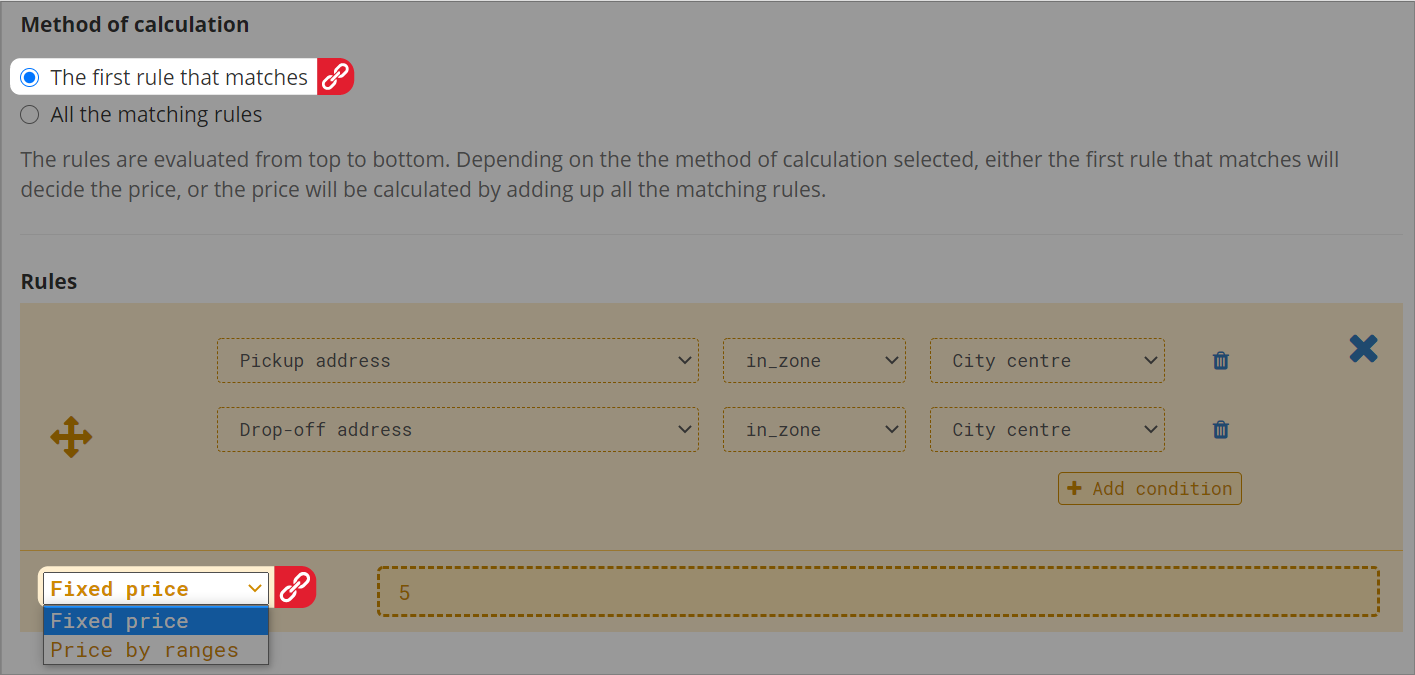 Method of calculation
The first rule that matches
All the matching rules
The rules are evaluated from top to bottom. Depending on the the method of calculation selected, either the first rule that matches will
decide the price, or the price will be calculated by adding up all the matching rules.
Rules
Pickup address in_zone City centre
Drop-off address in_zone City centre
+ Add condition
Fixed price 5
Fixed price
Price by ranges